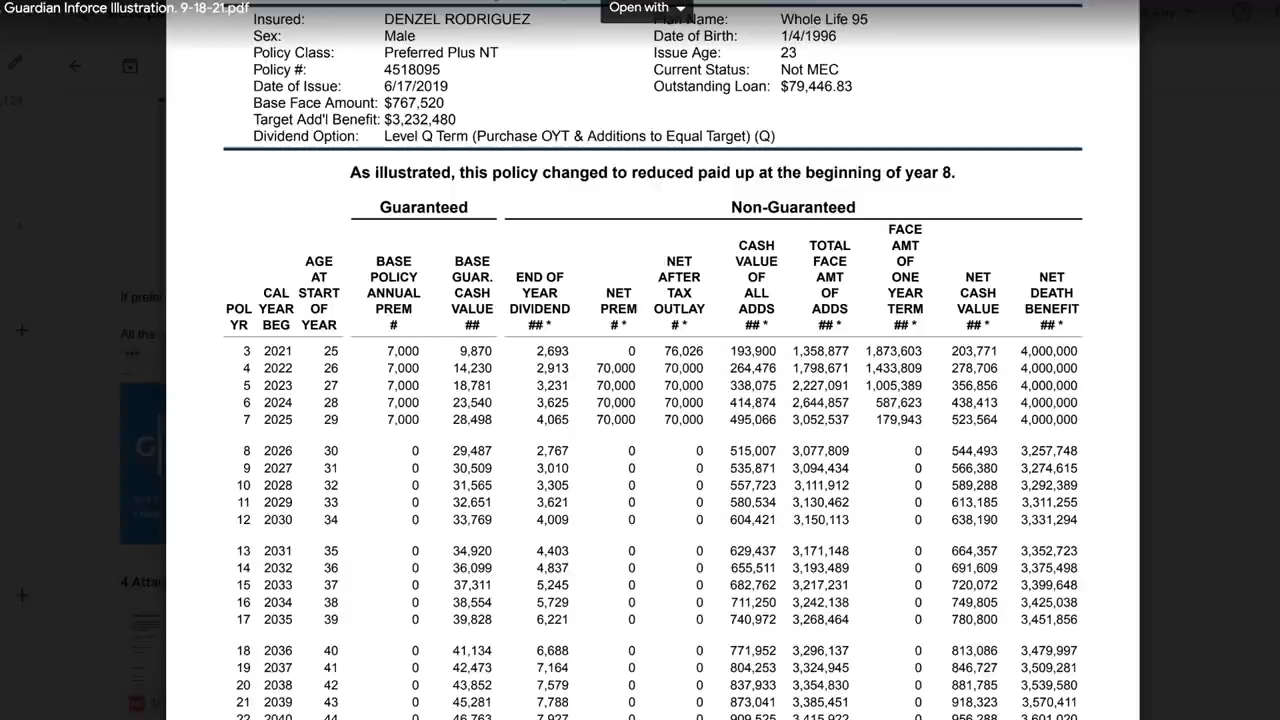 Guardian Inforce Illustration. 9-18-21.pdf
Open with
Insured: DENZEL RODRIGUEZ Plan Name: Whole Life 95
Sex: Male Date of Birth: 1/4/1996
Policy Class: Preferred Plus NT Issue Age: 23
Policy #: 4518095 Current Status: Not MEC
Date of Issue: 6/17/2019 Outstanding Loan: $79,446.83
Base Face Amount: $767,520
Target Add'l Benefit: $3,232,480
Dividend Option: Level Q Term (Purchase OYT & Additions to Equal Target) (Q)
As illustrated, this policy changed to reduced paid up at the beginning of year 8.
Guaranteed Non-Guaranteed
FACE
CASH TOTAL AMT
AGE BASE BASE NET VALUE FACE OF
AT POLICY GUAR. END OF AFTER OF AMT ONE NET NET
CAL START ANNUAL CASH YEAR NET TAX ALL OF YEAR CASH DEATH
POL YEAR OF PREM VALUE DIVIDEND PREM OUTLAY ADDS ADDS TERM VALUE BENEFIT
YR BEG YEAR # ## ## * # * # * ## * ## * ## * ## * ## *
3 2021 25 7,000 9,870 2,693 0 76,026 193,900 1,358,877 1,873,603 203,771 4,000,000
4 2022 26 7,000 14,230 2,913 70,000 70,000 264,476 1,798,671 1,433,809 278,706 4,000,000
5 2023 27 7,000 18,781 3,231 70,000 70,000 338,075 2,227,091 1,005,389 356,856 4,000,000
6 2024 28 7,000 23,540 3,625 70,000 70,000 414,874 2,644,857 587,623 438,413 4,000,000
7 2025 29 7,000 28,498 4,065 70,000 70,000 495,066 3,052,537 179,943 523,564 4,000,000
8 2026 30 0 29,487 2,767 0 0 515,007 3,077,809 0 544,493 3,257,748
9 2027 31 0 30,509 3,010 0 0 535,871 3,094,434 0 566,380 3,274,615
10 2028 32 0 31,565 3,305 0 0 557,723 3,111,912 0 589,288 3,292,389
11 2029 33 0 32,651 3,621 0 0 580,534 3,130,462 0 613,185 3,311,255
12 2030 34 0 33,769 4,009 0 0 604,421 3,150,113 0 638,190 3,331,294
13 2031 35 0 34,920 4,403 0 0 629,437 3,171,148 0 664,357 3,352,723
14 2032 36 0 36,099 4,837 0 0 655,511 3,193,489 0 691,609 3,375,498
15 2033 37 0 37,311 5,245 0 0 682,762 3,217,231 0 720,072 3,399,648
16 2034 38 0 38,554 5,729 0 0 711,250 3,242,138 0 749,805 3,425,038
17 2035 39 0 39,828 6,221 0 0 740,972 3,268,464 0 780,800 3,451,856
18 2036 40 0 41,134 6,688 0 0 771,952 3,296,137 0 813,086 3,479,997
19 2037 41 0 42,473 7,164 0 0 804,253 3,324,945 0 846,727 3,509,281
20 2038 42 0 43,852 7,579 0 0 837,933 3,354,830 0 881,785 3,539,580
21 2039 43 0 45,281 7,788 0 0 873,041 3,385,451 0 918,323 3,570,411
22 2040 44 0 46,763 7,927 0 0 909,525 3,415,922 0 956,288 3,601,020
All tha
4 Atta